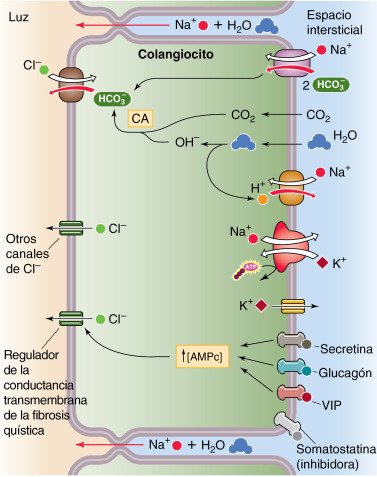 Luz
Na+ + H2O
Espacio
intersticial
Colangiocito
Na+
Cl–
2 HCO3–
HCO3–
CA
CO2
CO2
OH–
H2O
H+
Na+
Cl–
Na+
Otros
canales
de Cl–
ATP
K+
K+
Cl–
↑[AMPc]
Secretina
Glucagón
VIP
Regulador
de la
conductancia
transmembrana
de la fibrosis
quística
Na+ + H2O
Somatostatina
(inhibidora)